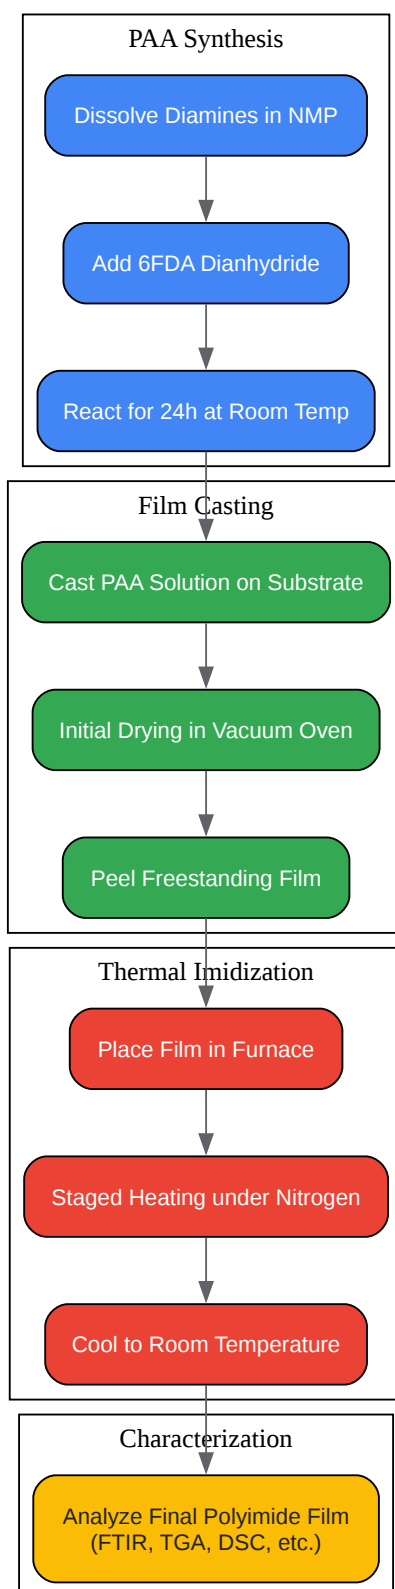 PAA Synthesis
Dissolve Diamines in NMP
Add 6FDA Dianhydride
React for 24h at Room Temp
Film Casting
Cast PAA Solution on Substrate
Initial Drying in Vacuum Oven
Peel Freestanding Film
Thermal Imidization
Place Film in Furnace
Staged Heating under Nitrogen
Cool to Room Temperature
Characterization
Analyze Final Polyimide Film
(FTIR, TGA, DSC, etc.)